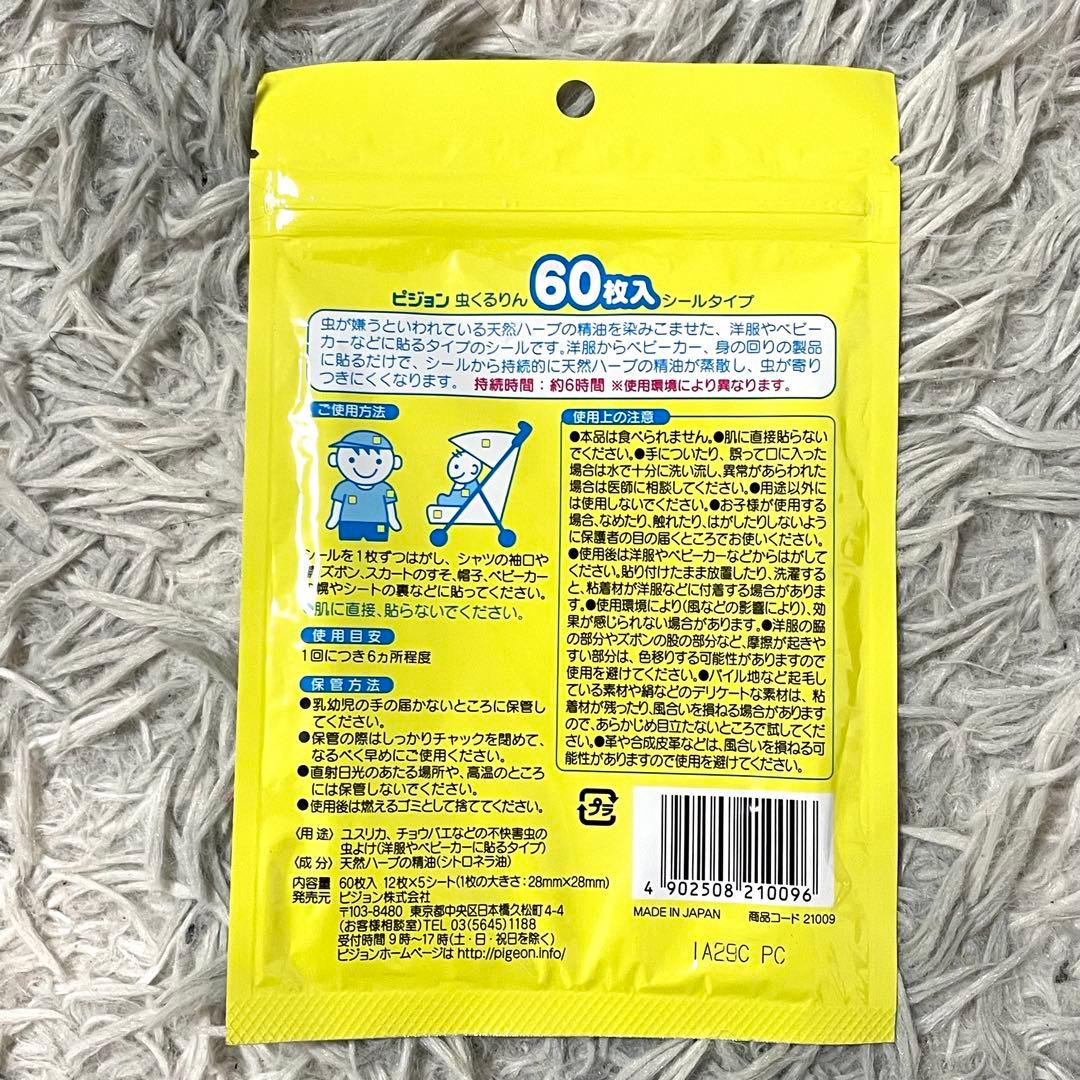 ピジョン 虫くるりん 60枚入 シールタイプ
虫が嫌うといわれている天然ハーブの精油を染みこませた、洋服やベビー
カーなどに貼るタイプのシールです。洋服からベビーカー、身の回りの製品
に貼るだけで、シールから持続的に天然ハーブの精油が蒸散し、虫が寄り
つきにくくなります。 持続時間：約6時間 ※使用環境により異なります。
ご使用方法
シールを1枚ずつはがし、シャツの袖口や
ズボン、スカートのすそ、帽子、ベビーカー
幌やシートの裏などに貼ってください。
肌に直接、貼らないでください。
使用目安
1回につき6ヵ所程度
保管方法
●乳幼児の手の届かないところに保管し
てください。
●保管の際はしっかりチャックを閉めて、
なるべく早めにご使用ください。
●直射日光のあたる場所や、高温のところ
には保管しないでください。
●使用後は燃えるゴミとして捨ててください。
使用上の注意
●本品は食べられません。●肌に直接貼らない
でください。●手についたり、誤って口に入った
場合は水で十分に洗い流し、異常があらわれた
場合は医師に相談してください。●用途以外に
は使用しないでください。●お子様が使用する
場合、なめたり、触れたり、はがしたりしないよう
に保護者の目の届くところでお使いください。
●使用後は洋服やベビーカーなどからはがして
ください。貼り付けたまま放置したり、洗濯する
と、粘着材が洋服などに付着する場合がありま
す。●使用環境により(風などの影響により)、効
果が感じられない場合があります。●洋服の脇
の部分やズボンの股の部分など、摩擦が起きや
すい部分は、色移りする可能性がありますので
使用を避けてください。●パイル地など起毛し
ている素材や絹などのデリケートな素材は、粘
着材が残ったり、風合いを損ねる場合があります
ので、あらかじめ目立たないところで試してくだ
さい。●革や合成皮革などは、風合いを損ねる可
能性がありますので使用を避けてください。
〈用途〉 ユスリカ、チョウバエなどの不快害虫の
虫よけ(洋服やベビーカーに貼るタイプ)
〈成分〉 天然ハーブの精油(シトロネラ油)
内容量 60枚入 12枚×5シート(1枚の大きさ：28mm×28mm)
発売元 ピジョン株式会社
〒103-8480 東京都中央区日本橋久松町4-4
(お客様相談室)TEL 03(5645)1188
受付時間 9時～17時(土・日・祝日を除く)
ピジョンホームページは http://pigeon.info/
プラ
4 902508 210096
MADE IN JAPAN 商品コード 21009
1A29C PC